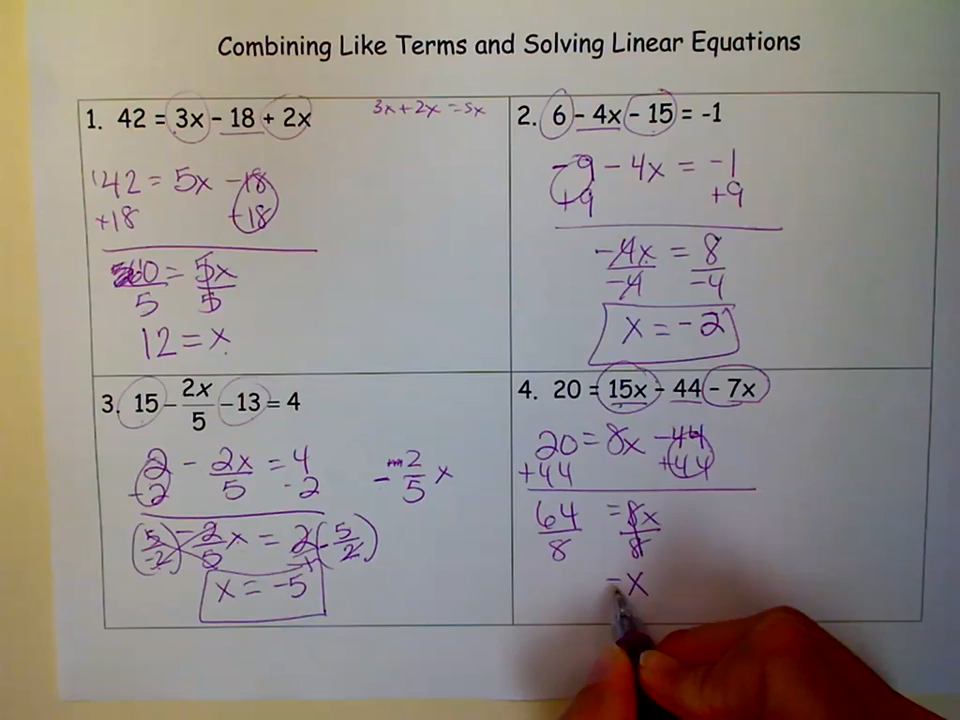 Combining Like Terms and Solving Linear Equations
1. 42 = 3x - 18 + 2x
3x + 2x = 5x
42 = 5x - 18
+18 +18
60 = 5x
5 5
12 = x
2. 6 - 4x - 15 = -1
-9 - 4x = -1
+9 +9
-4x = 8
-4 -4
x = -2
3. 15 - 2x/5 - 13 = 4
2 - 2x/5 = 4
-2 -2
- 2/5 x
(5/-2) -2/5 x = 2/1 (-5/2)
x = -5
4. 20 = 15x - 44 - 7x
20 = 8x - 44
+44 +44
64 = 8x
8 8
- x